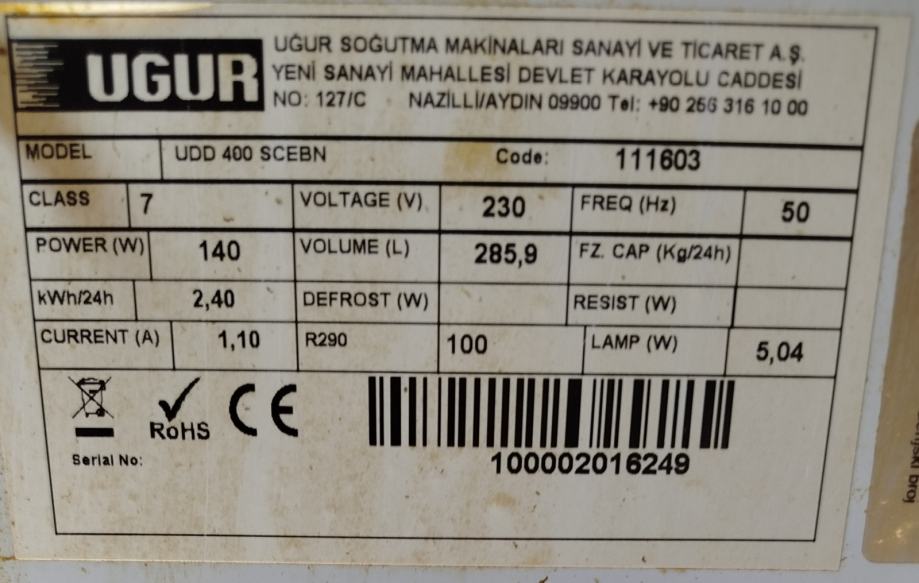 UGUR
UĞUR SOĞUTMA MAKİNALARI SANAYİ VE TİCARET A.Ş.
YENİ SANAYİ MAHALLESİ DEVLET KARAYOLU CADDESİ
NO: 127/C NAZİLLİ/AYDIN 09900 Tel: +90 256 316 10 00
MODEL UDD 400 SCEBN Code: 111603
CLASS 7 VOLTAGE (V) 230 FREQ (Hz) 50
POWER (W) 140 VOLUME (L) 285,9 FZ. CAP (Kg/24h)
kWh/24h 2,40 DEFROST (W) RESIST (W)
CURRENT (A) 1,10 R290 100 LAMP (W) 5,04
RoHS CE
Serial No: 100002016249
broj